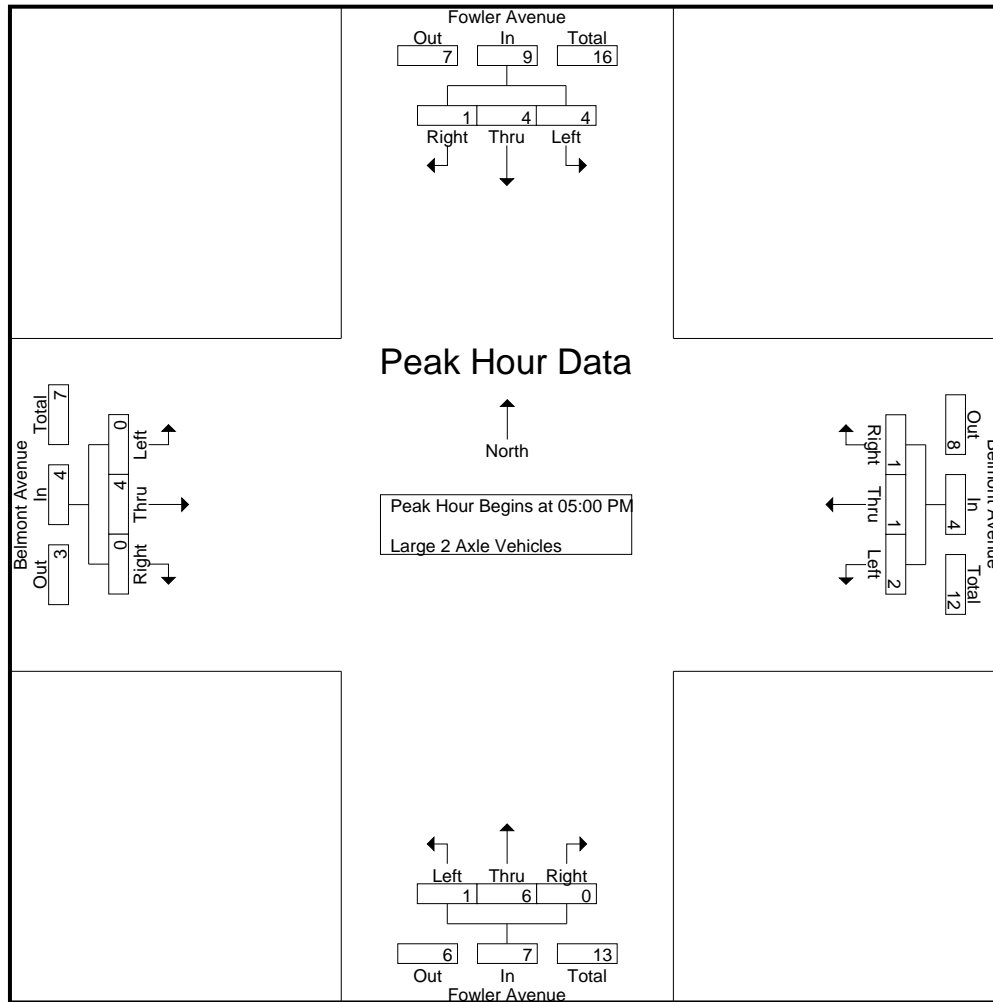 Fowler Avenue
Out In Total
7 9 16
1 4 4
Right Thru Left
Peak Hour Data
North
Peak Hour Begins at 05:00 PM
Large 2 Axle Vehicles
Belmont Avenue
Total In Out
7 4 3
0 4 0
Left Thru Right
Right Thru Left
1 1 2
Out In Total
8 4 12
Belmont Avenue
Left Thru Right
1 6 0
6 7 13
Out In Total
Fowler Avenue